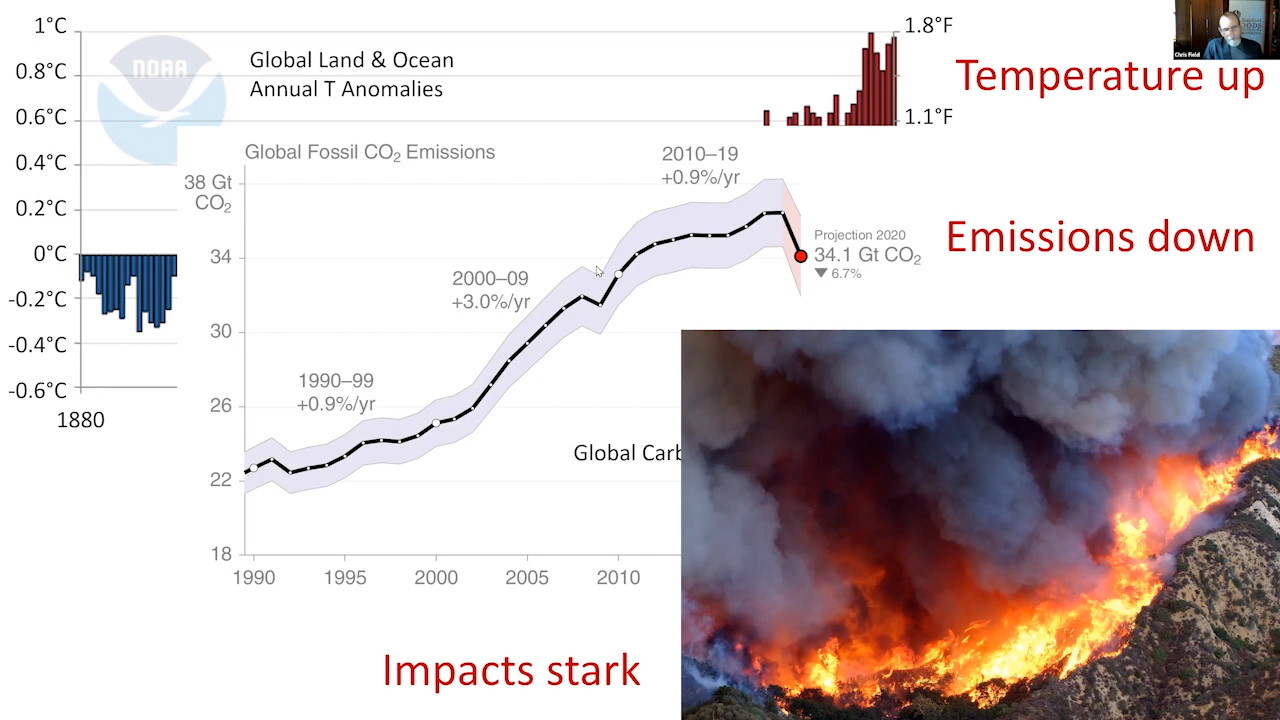 1°C
0.8°C
0.6°C
0.4°C
0.2°C
0°C
-0.2°C
-0.4°C
-0.6°C
1880
NOAA
Global Land & Ocean
Annual T Anomalies
1.8°F
1.1°F
Chris Field
Temperature up
Global Fossil CO₂ Emissions
38 Gt
CO₂
34
30
26
22
18
1990
1995
2000
2005
2010
1990–99
+0.9%/yr
2000–09
+3.0%/yr
2010–19
+0.9%/yr
Projection 2020
34.1 Gt CO₂
▼ 6.7%
Emissions down
Global Carb
Impacts stark